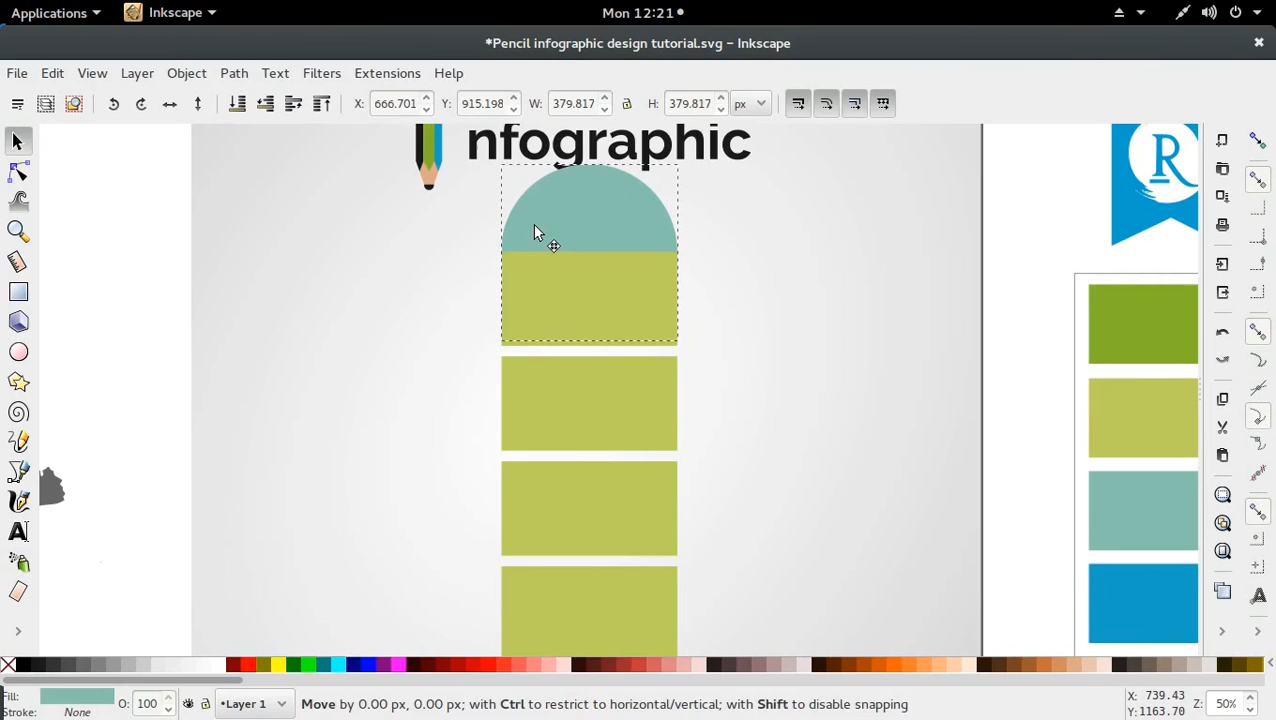 Applications
Inkscape
Mon 12:21
*Pencil infographic design tutorial.svg – Inkscape
File Edit View Layer Object Path Text Filters Extensions Help
X: 666.701 Y: 915.198 W: 379.817 H: 379.817 px
nfographic
R
A
Fill: O: 100 •Layer 1 Move by 0.00 px, 0.00 px; with Ctrl to restrict to horizontal/vertical; with Shift to disable snapping X: 739.43 Z: 50%
Stroke: None Y: 1163.70